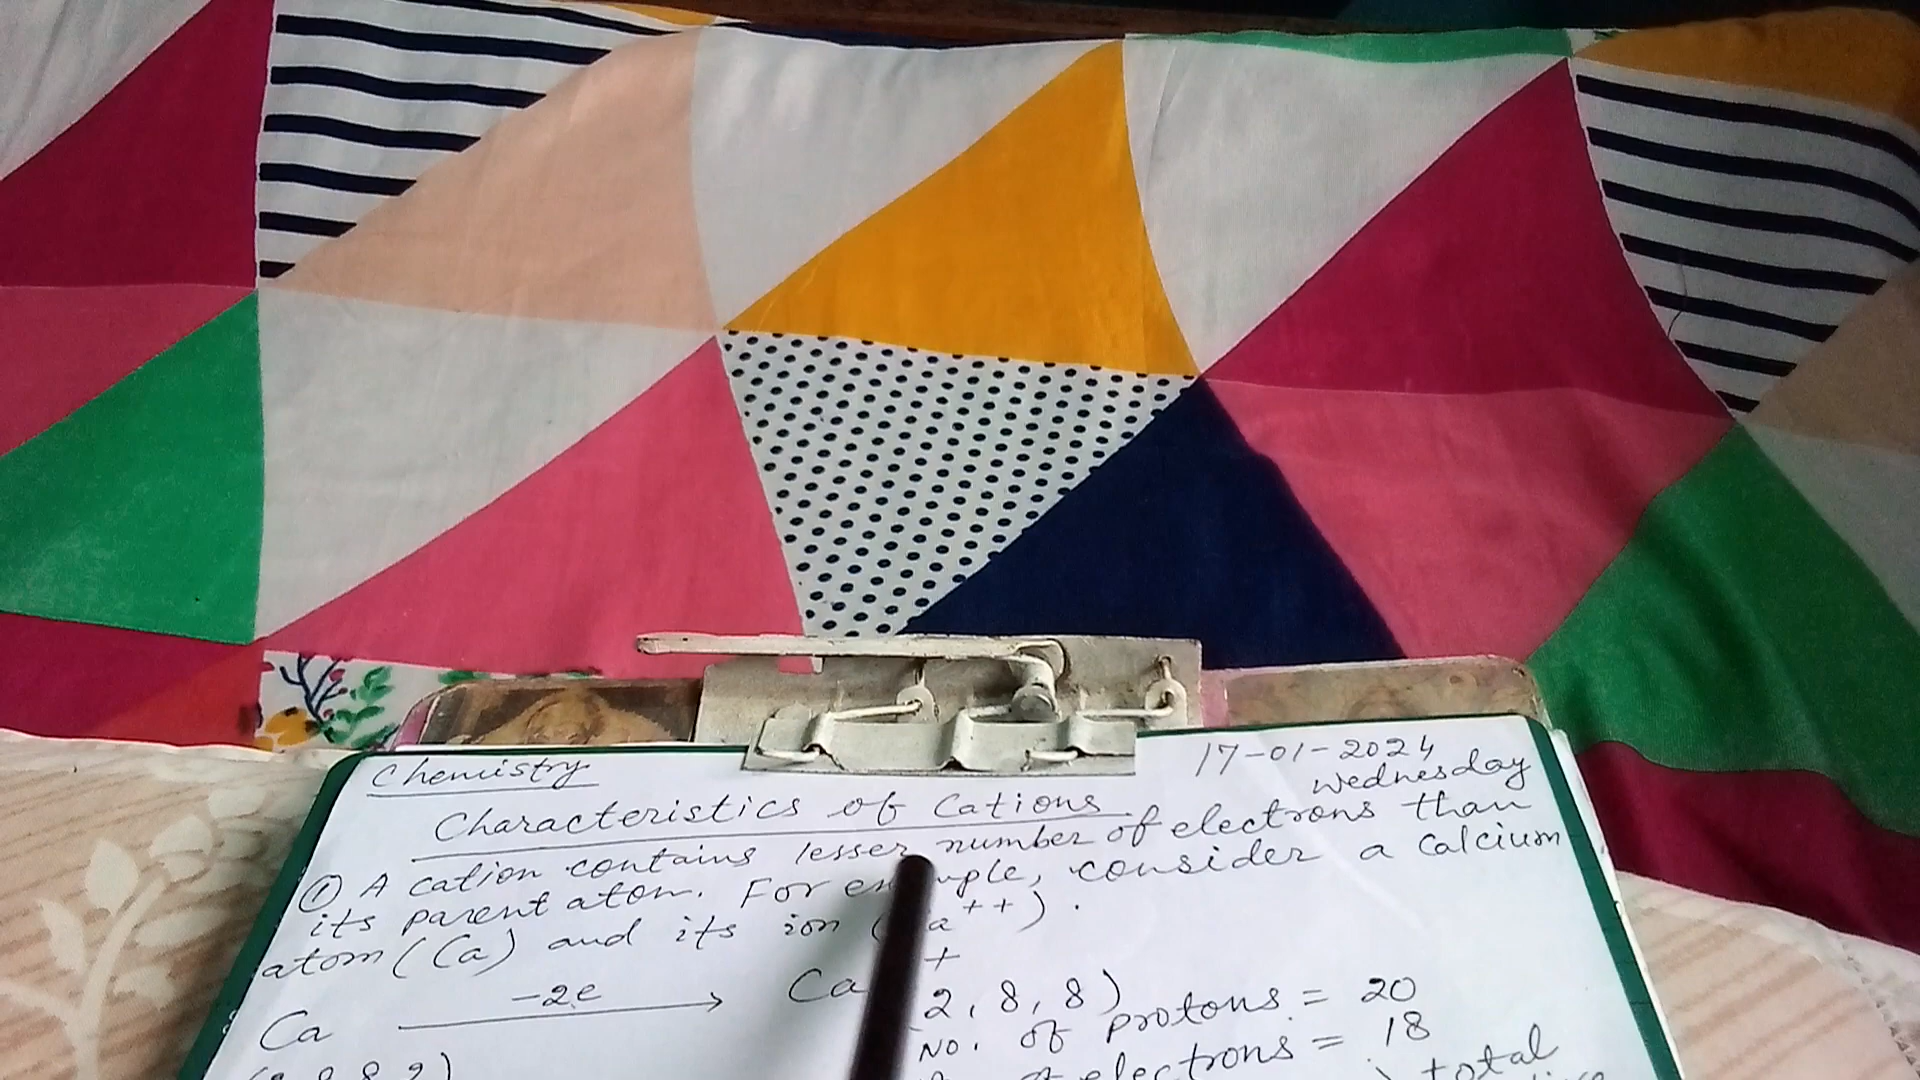 Chemistry
17-01-2024
Wednesday
Characteristics of Cations
① A cation contains lesser number of electrons than
its parent atom. For example, consider a Calcium
atom (Ca) and its ion (Ca++).
Ca -2e → Ca +
(2, 8, 8)
No. of protons = 20
electrons = 18
total